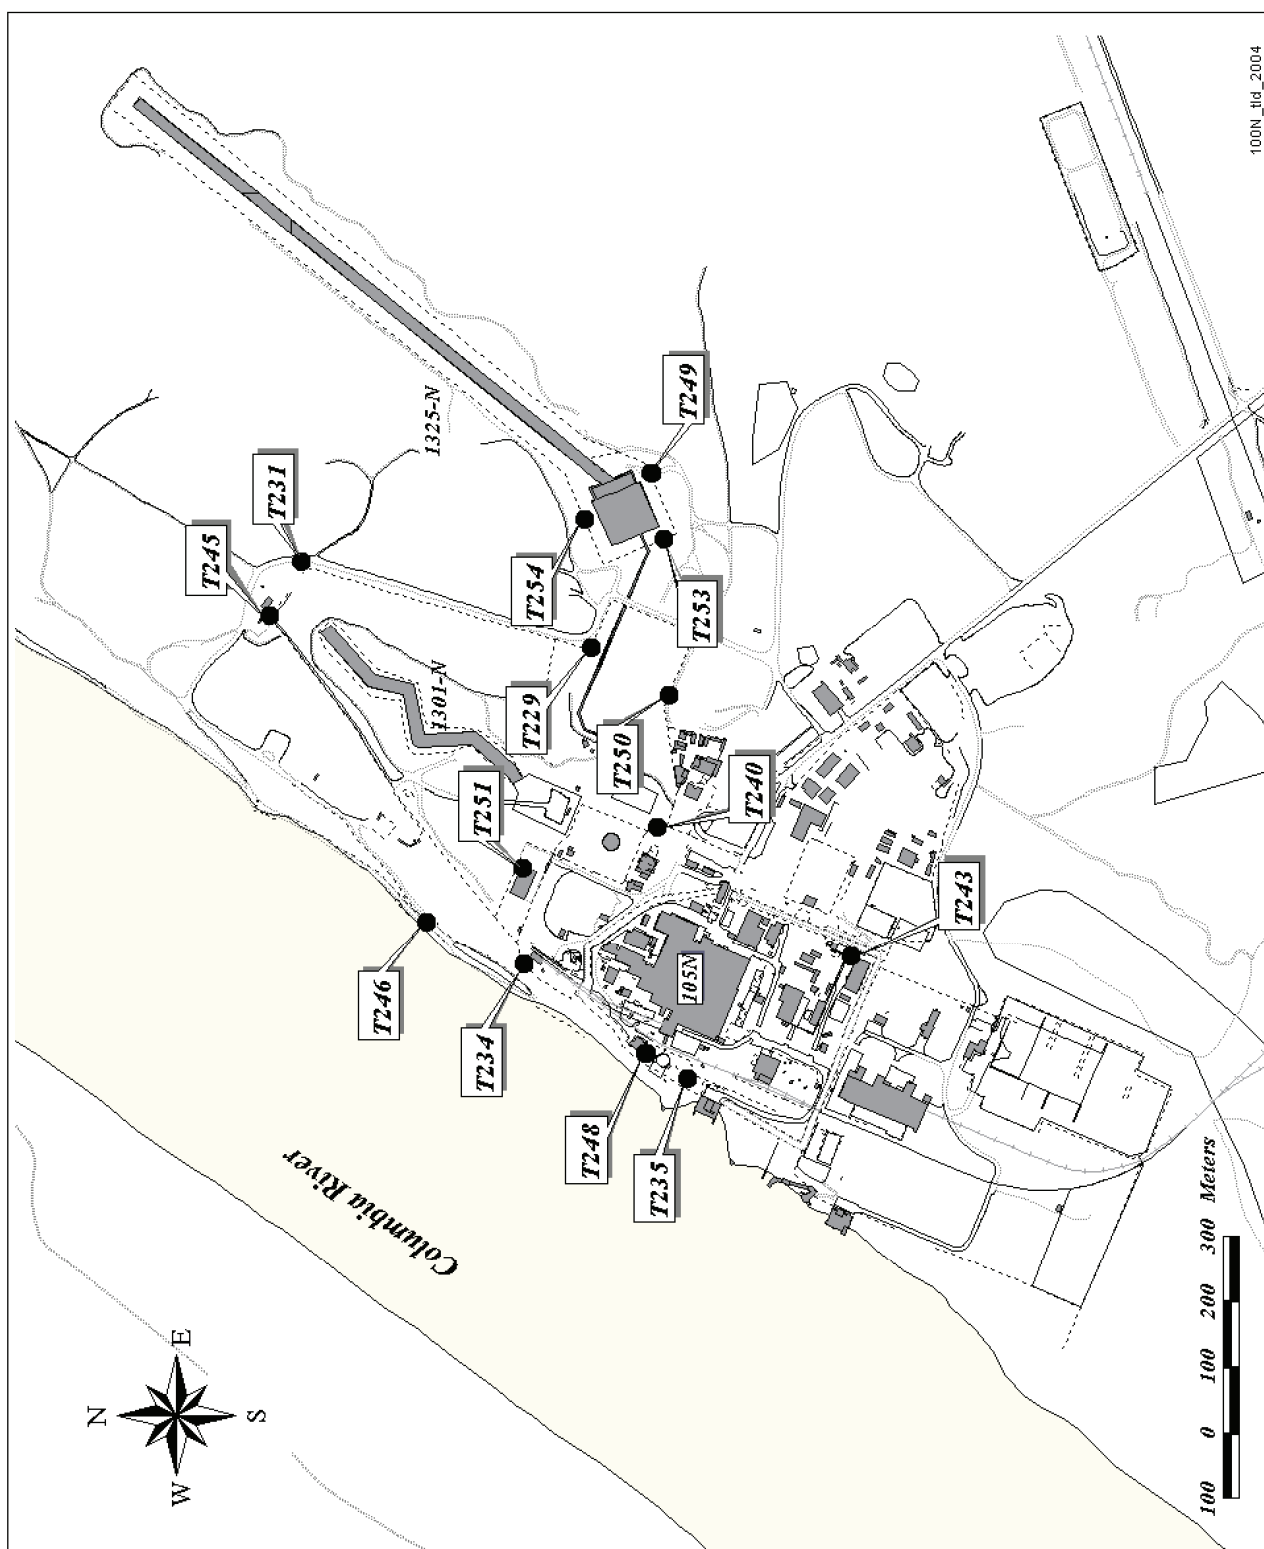 N
W E
S
T245
T231
Columbia River
T246
1325-N
1301-N
T251
T234
T229
T254
T248
T250
T235
105N
T249
T253
T240
T243
100 0 100 200 300 Meters
100N_tld_2004